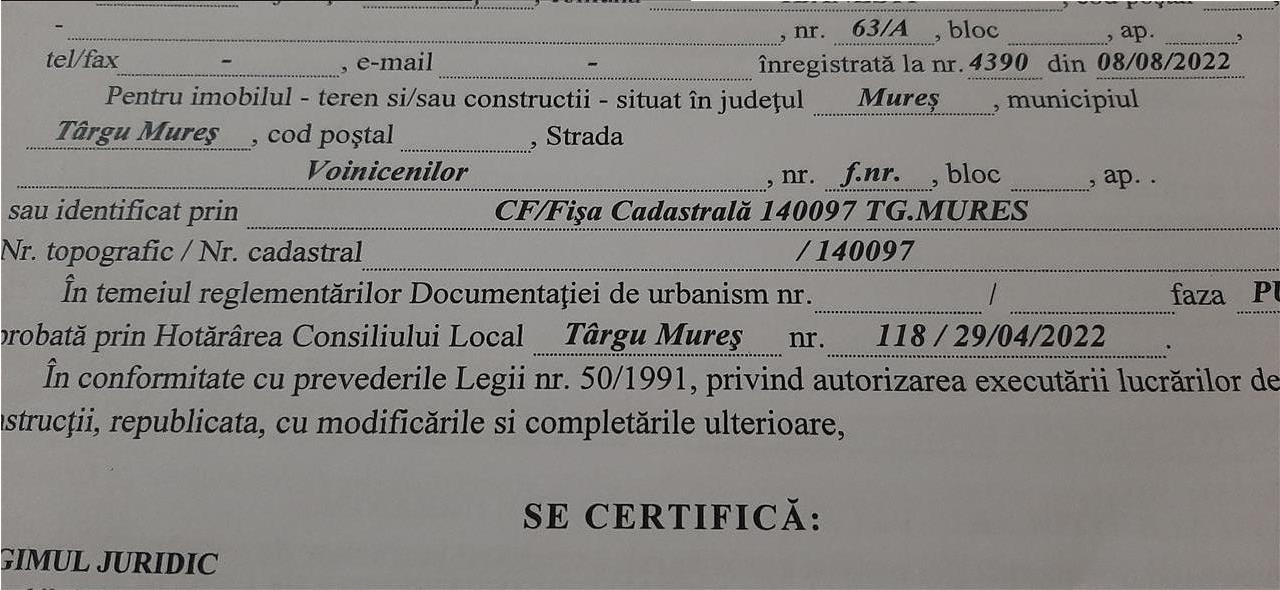 - , nr. 63/A , bloc , ap. ,
tel/fax - , e-mail - înregistrată la nr. 4390 din 08/08/2022
Pentru imobilul - teren si/sau constructii - situat în judeţul Mureş , municipiul
Târgu Mureş , cod poştal , Strada
Voinicenilor , nr. f.nr. , bloc , ap. .
sau identificat prin CF/Fişa Cadastrală 140097 TG.MURES
Nr. topografic / Nr. cadastral / 140097
În temeiul reglementărilor Documentaţiei de urbanism nr. / faza PU
probată prin Hotărârea Consiliului Local Târgu Mureş nr. 118 / 29/04/2022 .
În conformitate cu prevederile Legii nr. 50/1991, privind autorizarea executării lucrărilor de
nstrucţii, republicata, cu modificările si completările ulterioare,
SE CERTIFICĂ:
GIMUL JURIDIC